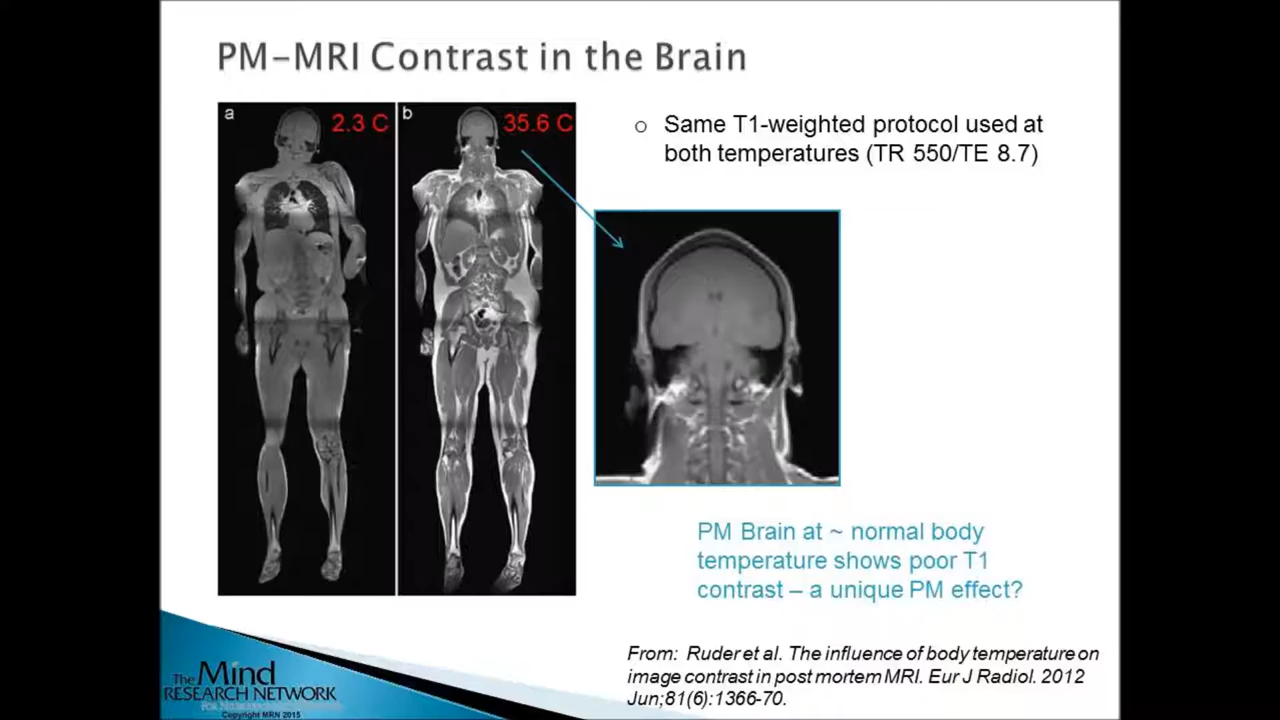 PM-MRI Contrast in the Brain
a
2.3 C
b
35.6 C
o Same T1-weighted protocol used at
both temperatures (TR 550/TE 8.7)
PM Brain at ~ normal body
temperature shows poor T1
contrast – a unique PM effect?
From: Ruder et al. The influence of body temperature on
image contrast in post mortem MRI. Eur J Radiol. 2012
Jun;81(6):1366-70.
The Mind
RESEARCH NETWORK
Copyright MRN 2015